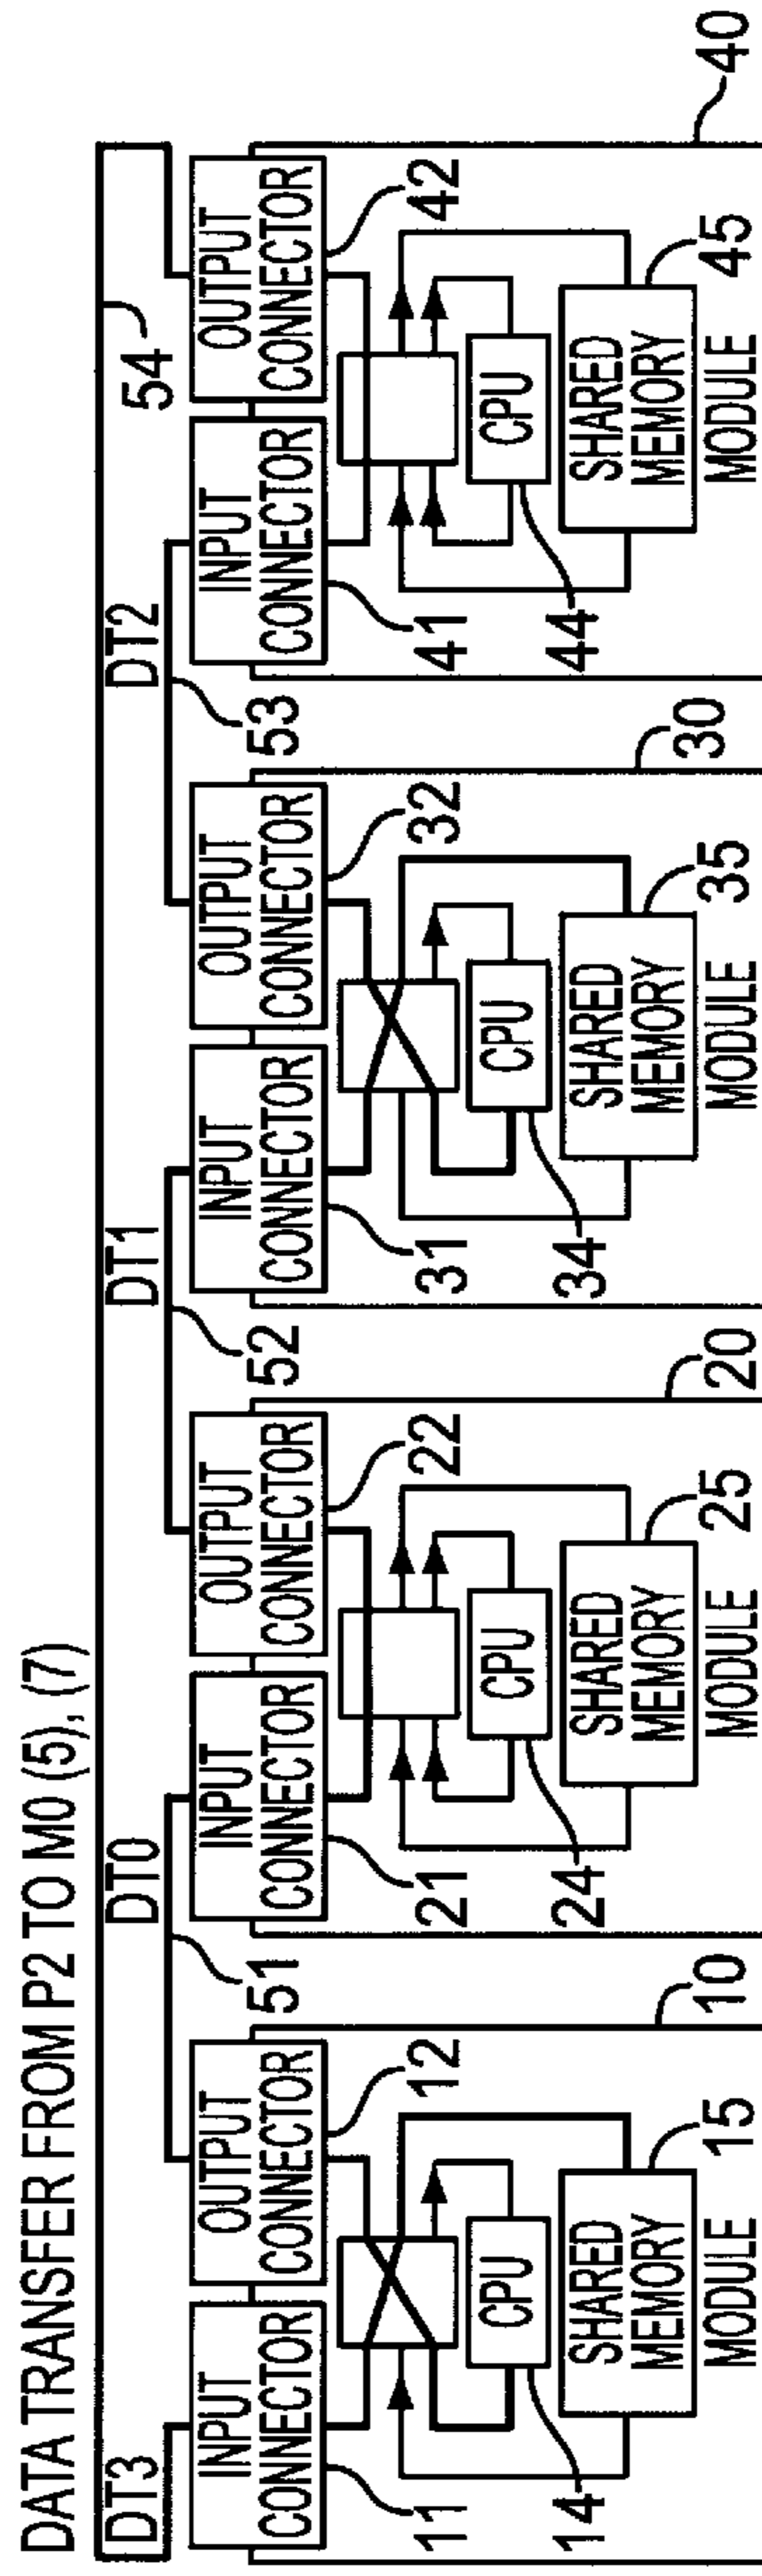 DATA TRANSFER FROM P2 TO M0 (5), (7)
DT3
DT0
DT1
DT2
54
51
52
53
INPUT
CONNECTOR
OUTPUT
CONNECTOR
INPUT
CONNECTOR
OUTPUT
CONNECTOR
INPUT
CONNECTOR
OUTPUT
CONNECTOR
INPUT
CONNECTOR
OUTPUT
CONNECTOR
11
12
21
22
31
32
41
42
CPU
CPU
CPU
CPU
14
24
34
44
SHARED
MEMORY
SHARED
MEMORY
SHARED
MEMORY
SHARED
MEMORY
15
25
35
45
MODULE
10
MODULE
20
MODULE
30
MODULE
40